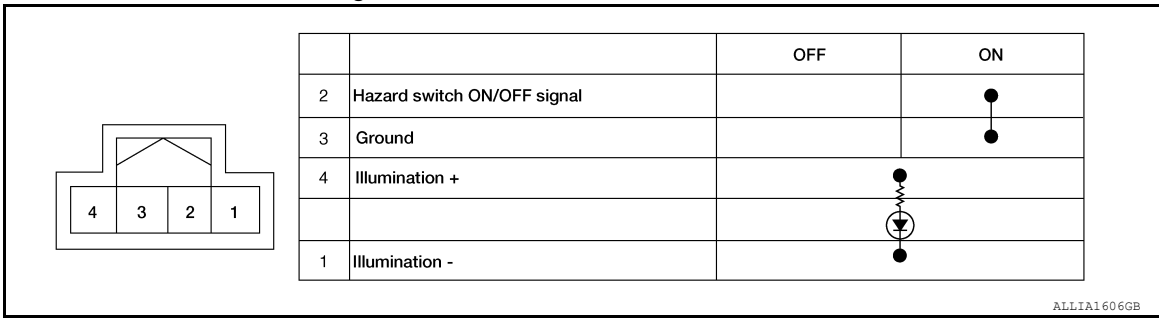 OFF ON
2 Hazard switch ON/OFF signal
3 Ground
4 Illumination +
1 Illumination -
4 3 2 1
ALLIA1606GB